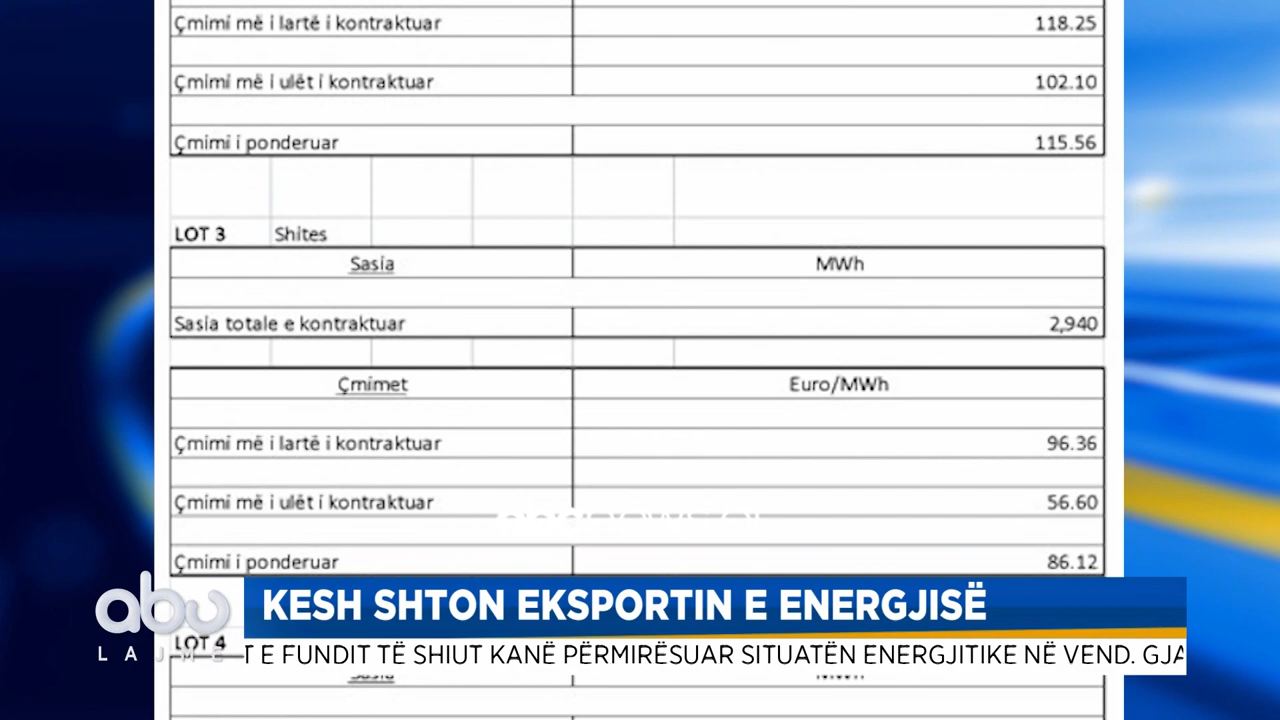 Çmimi më i lartë i kontraktuar 118.25
Çmimi më i ulët i kontraktuar 102.10
Çmimi i ponderuar 115.56
LOT 3 Shites
Sasia MWh
Sasia totale e kontraktuar 2,940
Çmimet Euro/MWh
Çmimi më i lartë i kontraktuar 96.36
Çmimi më i ulët i kontraktuar 56.60
Çmimi i ponderuar 86.12
abc
LAJME
KESH SHTON EKSPORTIN E ENERGJISË
LOT 4
T E FUNDIT TË SHIUT KANË PËRMIRËSUAR SITUATËN ENERGJITIKE NË VEND. GJA
Sasia MWh